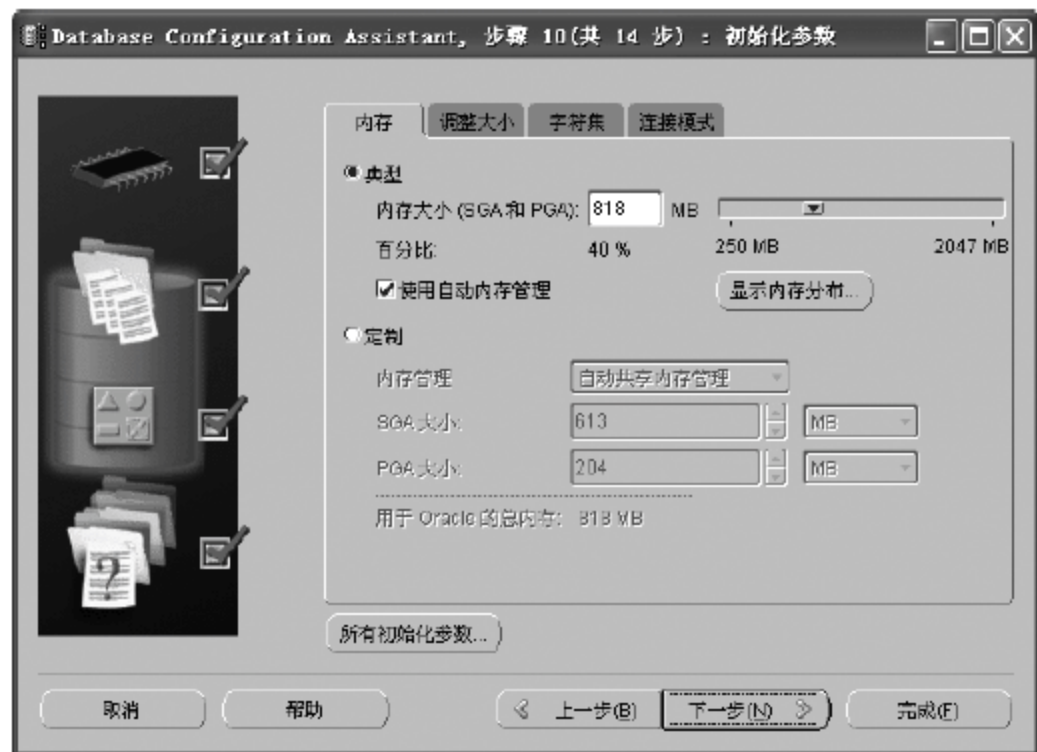 Database Configuration Assistant, 步骤 10(共 14 步) : 初始化参数
内存 调整大小 字符集 连接模式
典型
内存大小 (SGA 和 PGA): 818 MB
百分比: 40 % 250 MB 2047 MB
使用自动内存管理 显示内存分布...
定制
内存管理 自动共享内存管理
SGA 大小: 613 MB
PGA 大小: 204 MB
用于 Oracle 的总内存: 818 MB
?
所有初始化参数...
取消 帮助 上一步(B) 下一步(N) 完成(F)